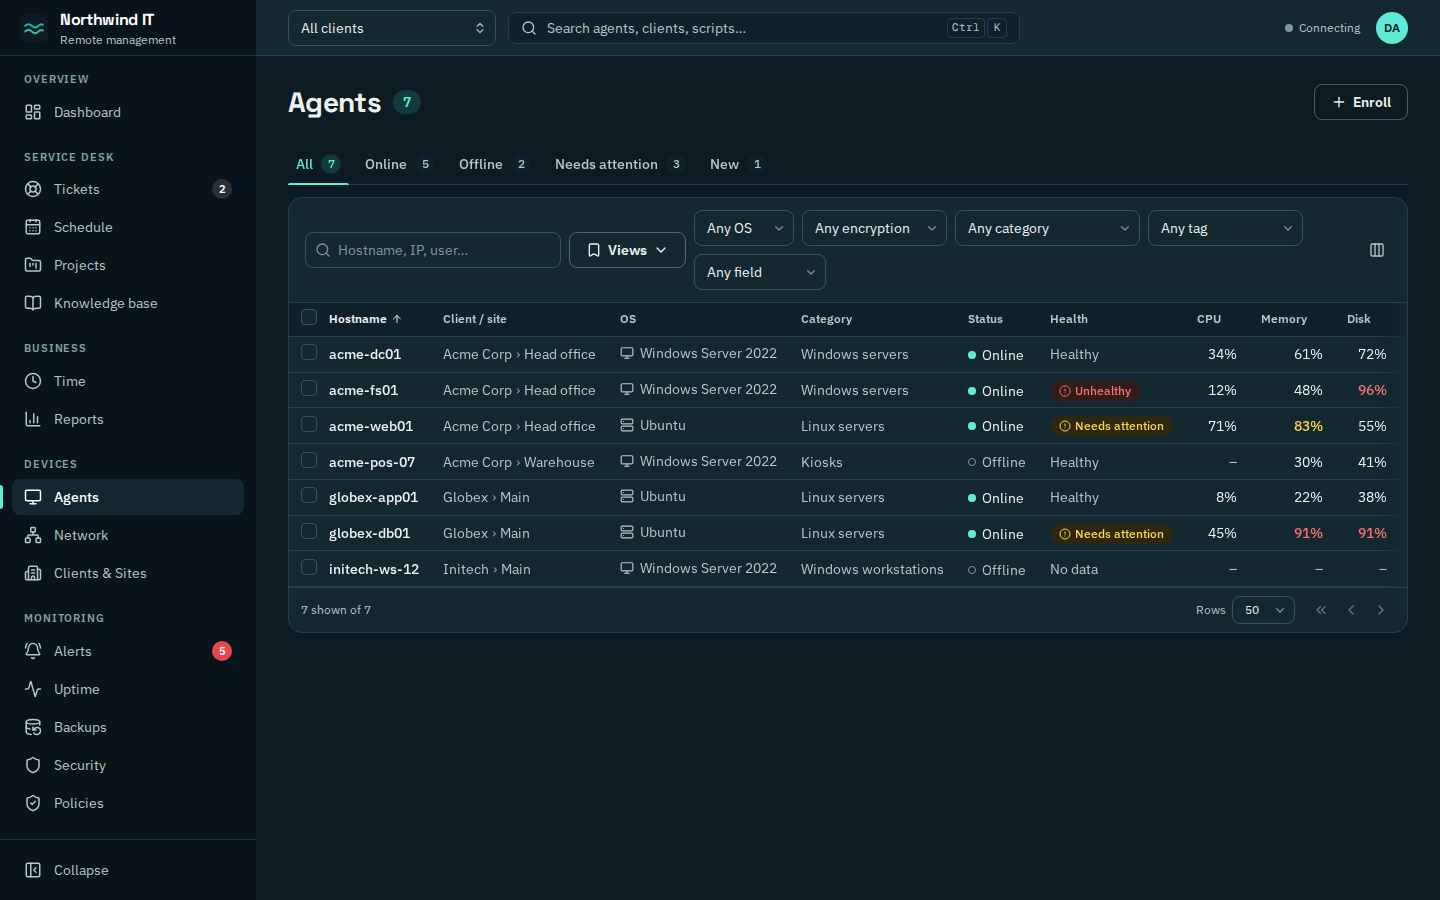 Northwind IT
Remote management
All clients
Search agents, clients, scripts...
Ctrl K
Connecting
DA
OVERVIEW
Dashboard
SERVICE DESK
Tickets 2
Schedule
Projects
Knowledge base
BUSINESS
Time
Reports
DEVICES
Agents
Network
Clients & Sites
MONITORING
Alerts 5
Uptime
Backups
Security
Policies
Collapse
Agents 7
Enroll
All 7 Online 5 Offline 2 Needs attention 3 New 1
Hostname, IP, user...
Views
Any OS Any encryption Any category Any tag
Any field
Hostname ↑ Client / site OS Category Status Health CPU Memory Disk
acme-dc01 Acme Corp › Head office Windows Server 2022 Windows servers Online Healthy 34% 61% 72%
acme-fs01 Acme Corp › Head office Windows Server 2022 Windows servers Online Unhealthy 12% 48% 96%
acme-web01 Acme Corp › Head office Ubuntu Linux servers Online Needs attention 71% 83% 55%
acme-pos-07 Acme Corp › Warehouse Windows Server 2022 Kiosks Offline Healthy – 30% 41%
globex-app01 Globex › Main Ubuntu Linux servers Online Healthy 8% 22% 38%
globex-db01 Globex › Main Ubuntu Linux servers Online Needs attention 45% 91% 91%
initech-ws-12 Initech › Main Windows Server 2022 Windows workstations Offline No data – – –
7 shown of 7
Rows 50